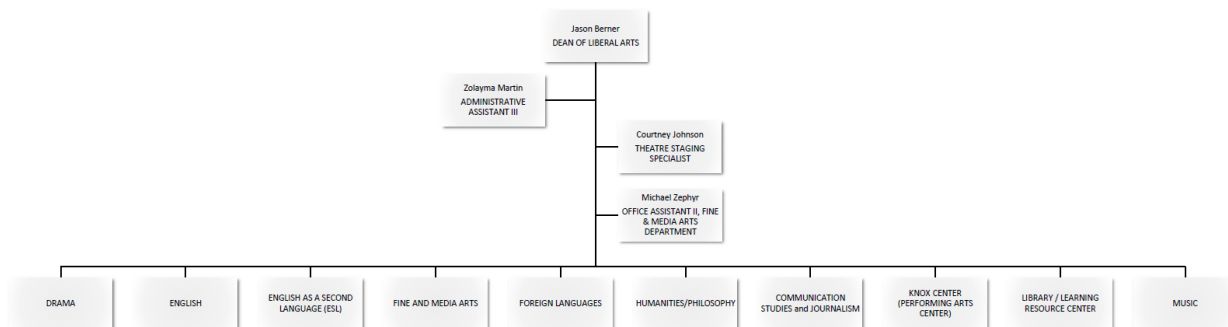 Jason Berner
DEAN OF LIBERAL ARTS
Zolayma Martin
ADMINISTRATIVE
ASSISTANT III
Courtney Johnson
THEATRE STAGING
SPECIALIST
Michael Zephyr
OFFICE ASSISTANT II, FINE
& MEDIA ARTS
DEPARTMENT
DRAMA
ENGLISH
ENGLISH AS A SECOND
LANGUAGE (ESL)
FINE AND MEDIA ARTS
FOREIGN LANGUAGES
HUMANITIES/PHILOSOPHY
COMMUNICATION
STUDIES and JOURNALISM
KNOX CENTER
(PERFORMING ARTS
CENTER)
LIBRARY / LEARNING
RESOURCE CENTER
MUSIC